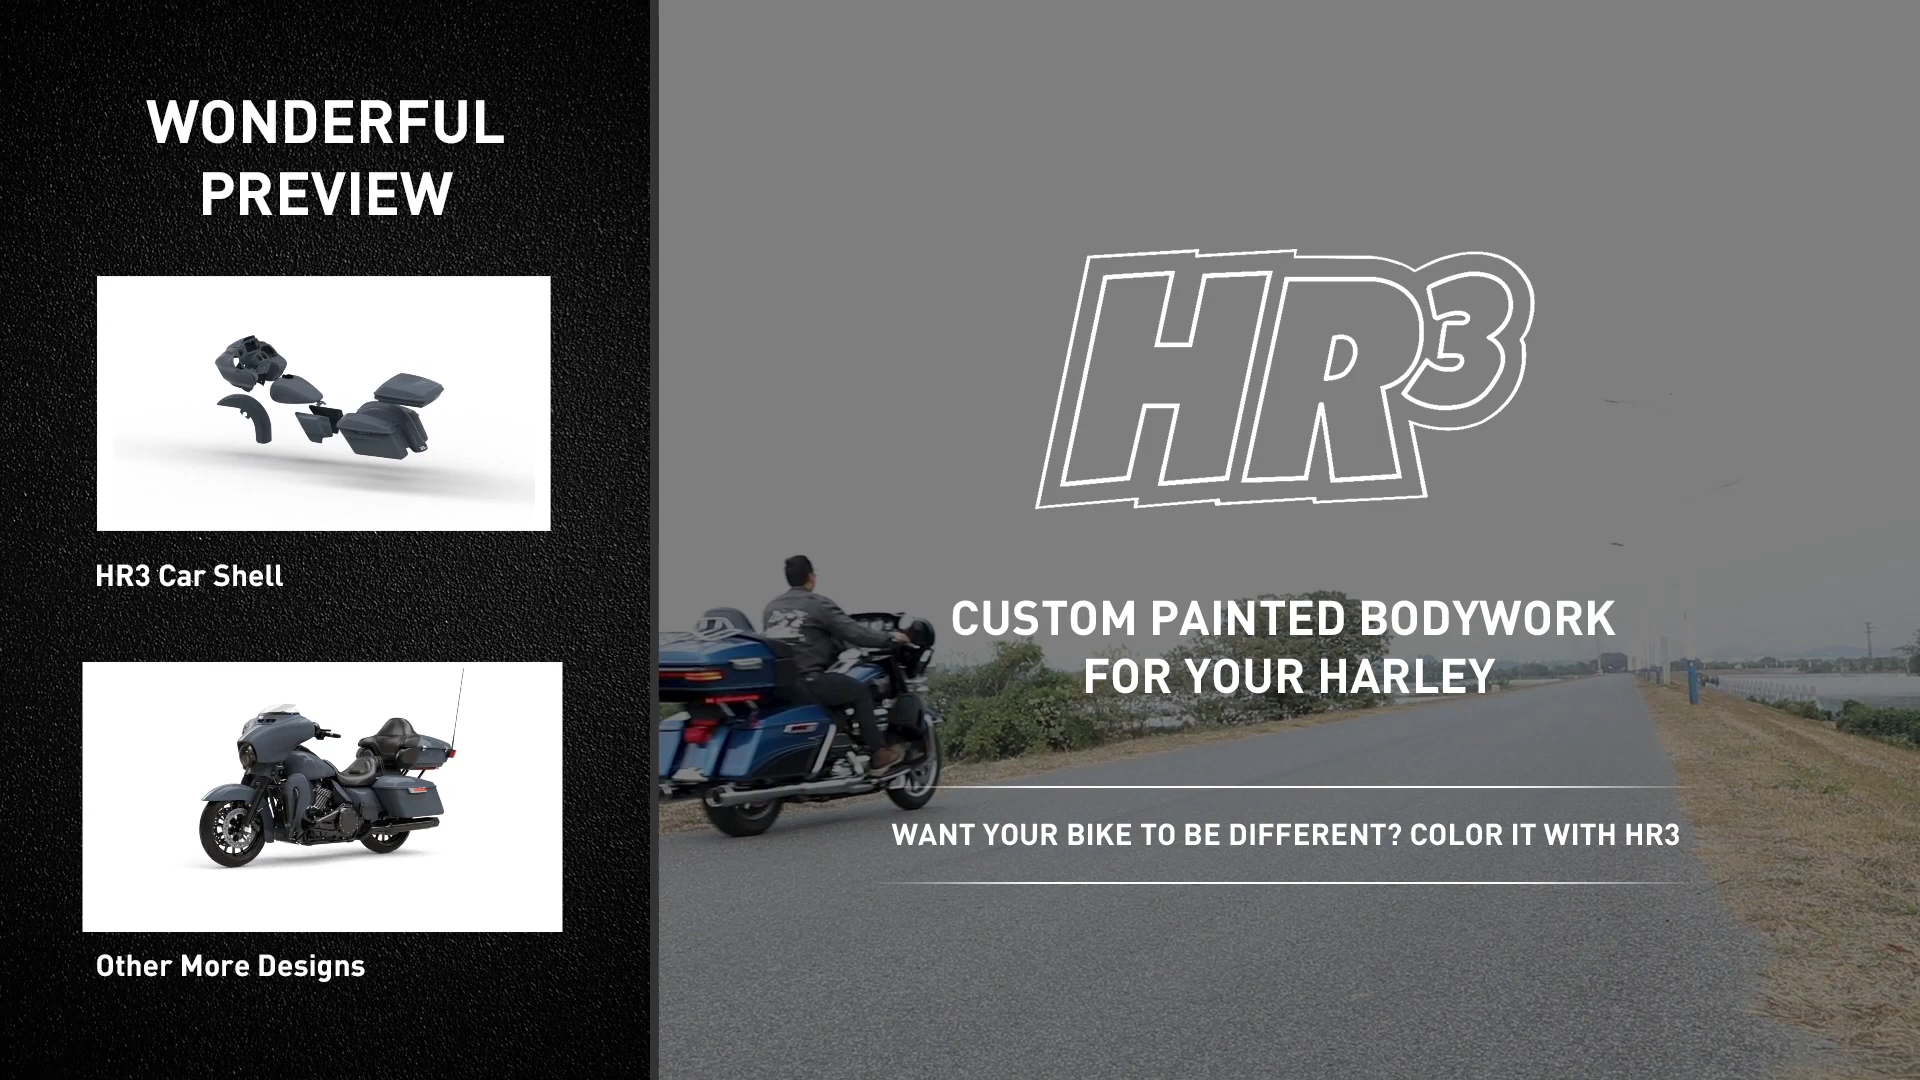 WONDERFUL
PREVIEW
HR3 Car Shell
Other More Designs
HR3
CUSTOM PAINTED BODYWORK
FOR YOUR HARLEY
WANT YOUR BIKE TO BE DIFFERENT? COLOR IT WITH HR3